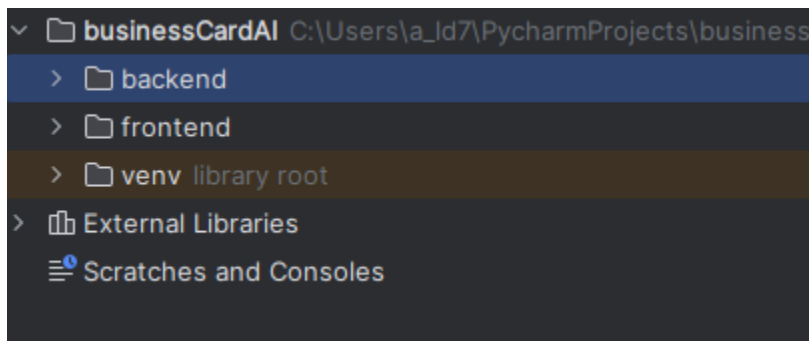 businessCardAI C:\Users\a_ld7\PycharmProjects\business
backend
frontend
venv library root
External Libraries
Scratches and Consoles